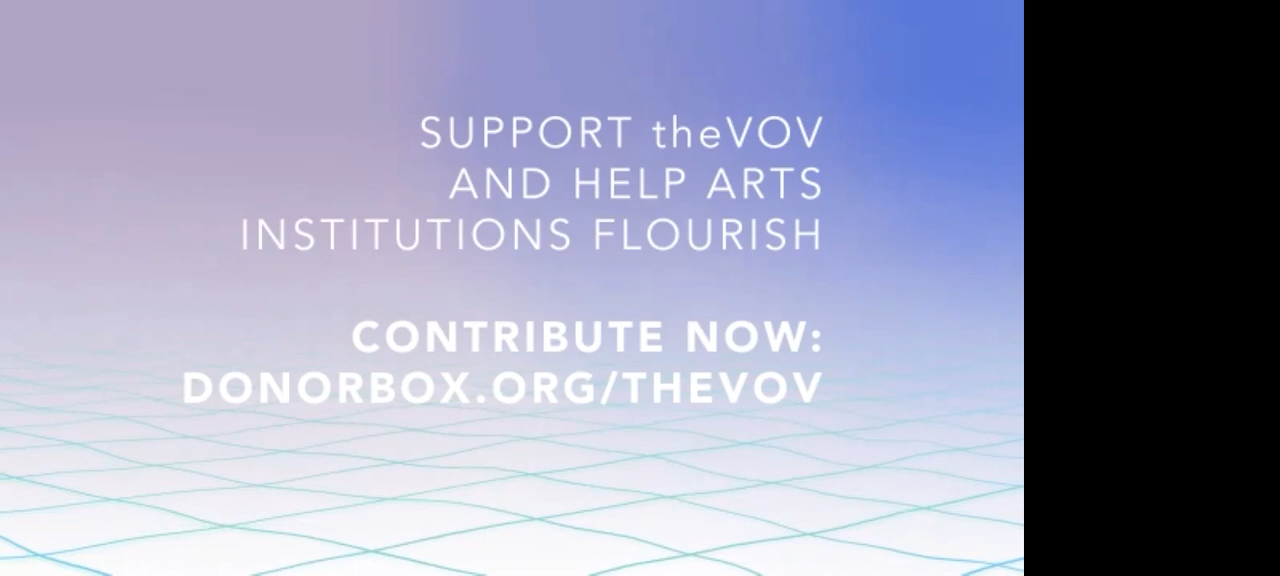 SUPPORT theVOV
AND HELP ARTS
INSTITUTIONS FLOURISH
CONTRIBUTE NOW:
DONORBOX.ORG/THEVOV